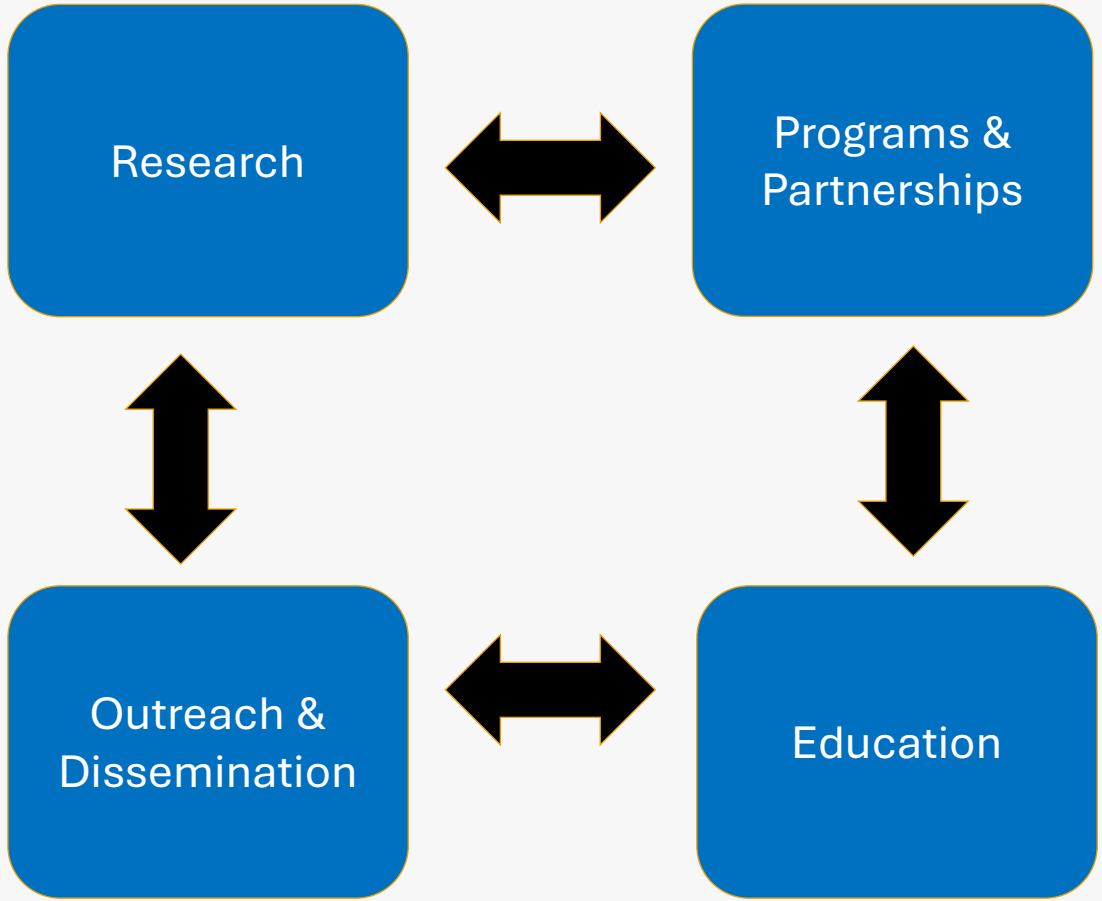 Research
Programs &
Partnerships
Outreach &
Dissemination
Education